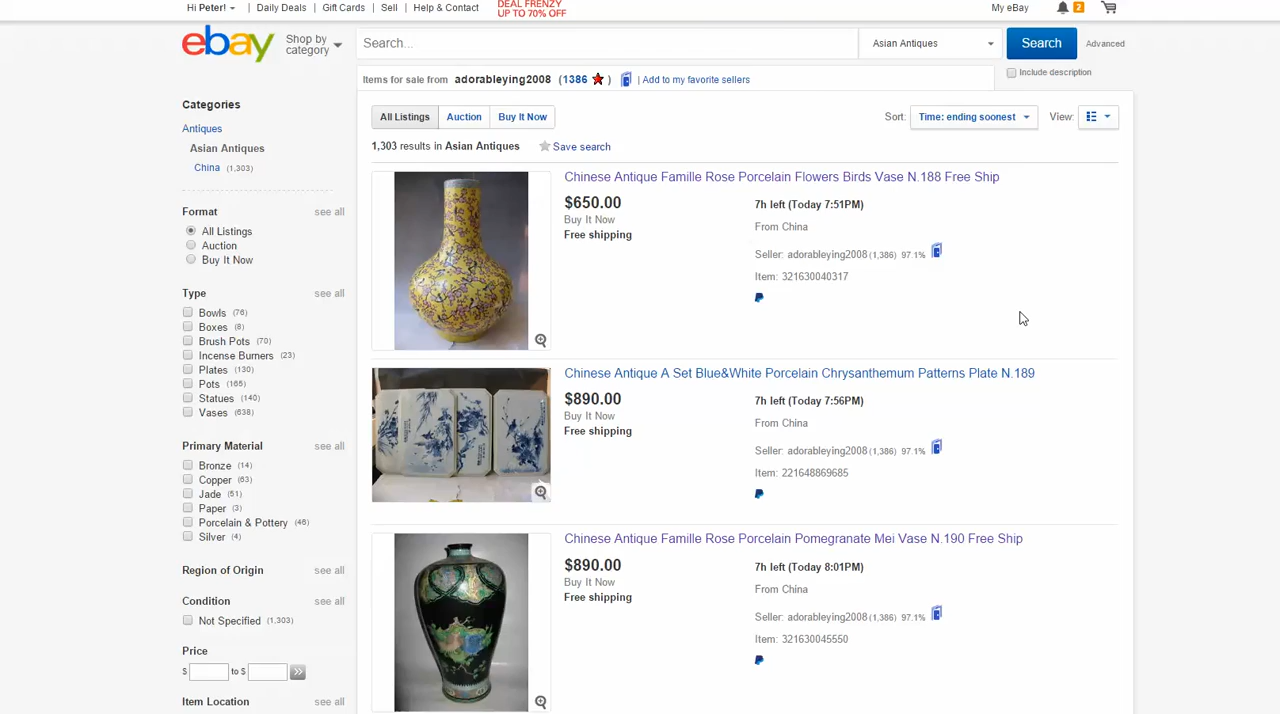 Hi Peter! | Daily Deals | Gift Cards | Sell | Help & Contact
DEAL FRENZY
UP TO 70% OFF
My eBay 2
ebay
Shop by
category
Search...
Asian Antiques
Search
Advanced
Include description
Items for sale from adorableying2008 (1386 ) | Add to my favorite sellers
Categories
Antiques
Asian Antiques
China (1,303)
Format see all
All Listings
Auction
Buy It Now
Type see all
Bowls (76)
Boxes (8)
Brush Pots (70)
Incense Burners (23)
Plates (130)
Pots (165)
Statues (140)
Vases (638)
Primary Material see all
Bronze (14)
Copper (63)
Jade (51)
Paper (3)
Porcelain & Pottery (46)
Silver (4)
Region of Origin see all
Condition see all
Not Specified (1,303)
Price
$ to $ >>
Item Location see all
All Listings Auction Buy It Now
Sort: Time: ending soonest View:
1,303 results in Asian Antiques Save search
Chinese Antique Famille Rose Porcelain Flowers Birds Vase N.188 Free Ship
$650.00 7h left (Today 7:51PM)
Buy It Now From China
Free shipping
Seller: adorableying2008 (1,386) 97.1%
Item: 321630040317
Chinese Antique A Set Blue&White Porcelain Chrysanthemum Patterns Plate N.189
$890.00 7h left (Today 7:56PM)
Buy It Now From China
Free shipping
Seller: adorableying2008 (1,386) 97.1%
Item: 221648869685
Chinese Antique Famille Rose Porcelain Pomegranate Mei Vase N.190 Free Ship
$890.00 7h left (Today 8:01PM)
Buy It Now From China
Free shipping
Seller: adorableying2008 (1,386) 97.1%
Item: 321630045550